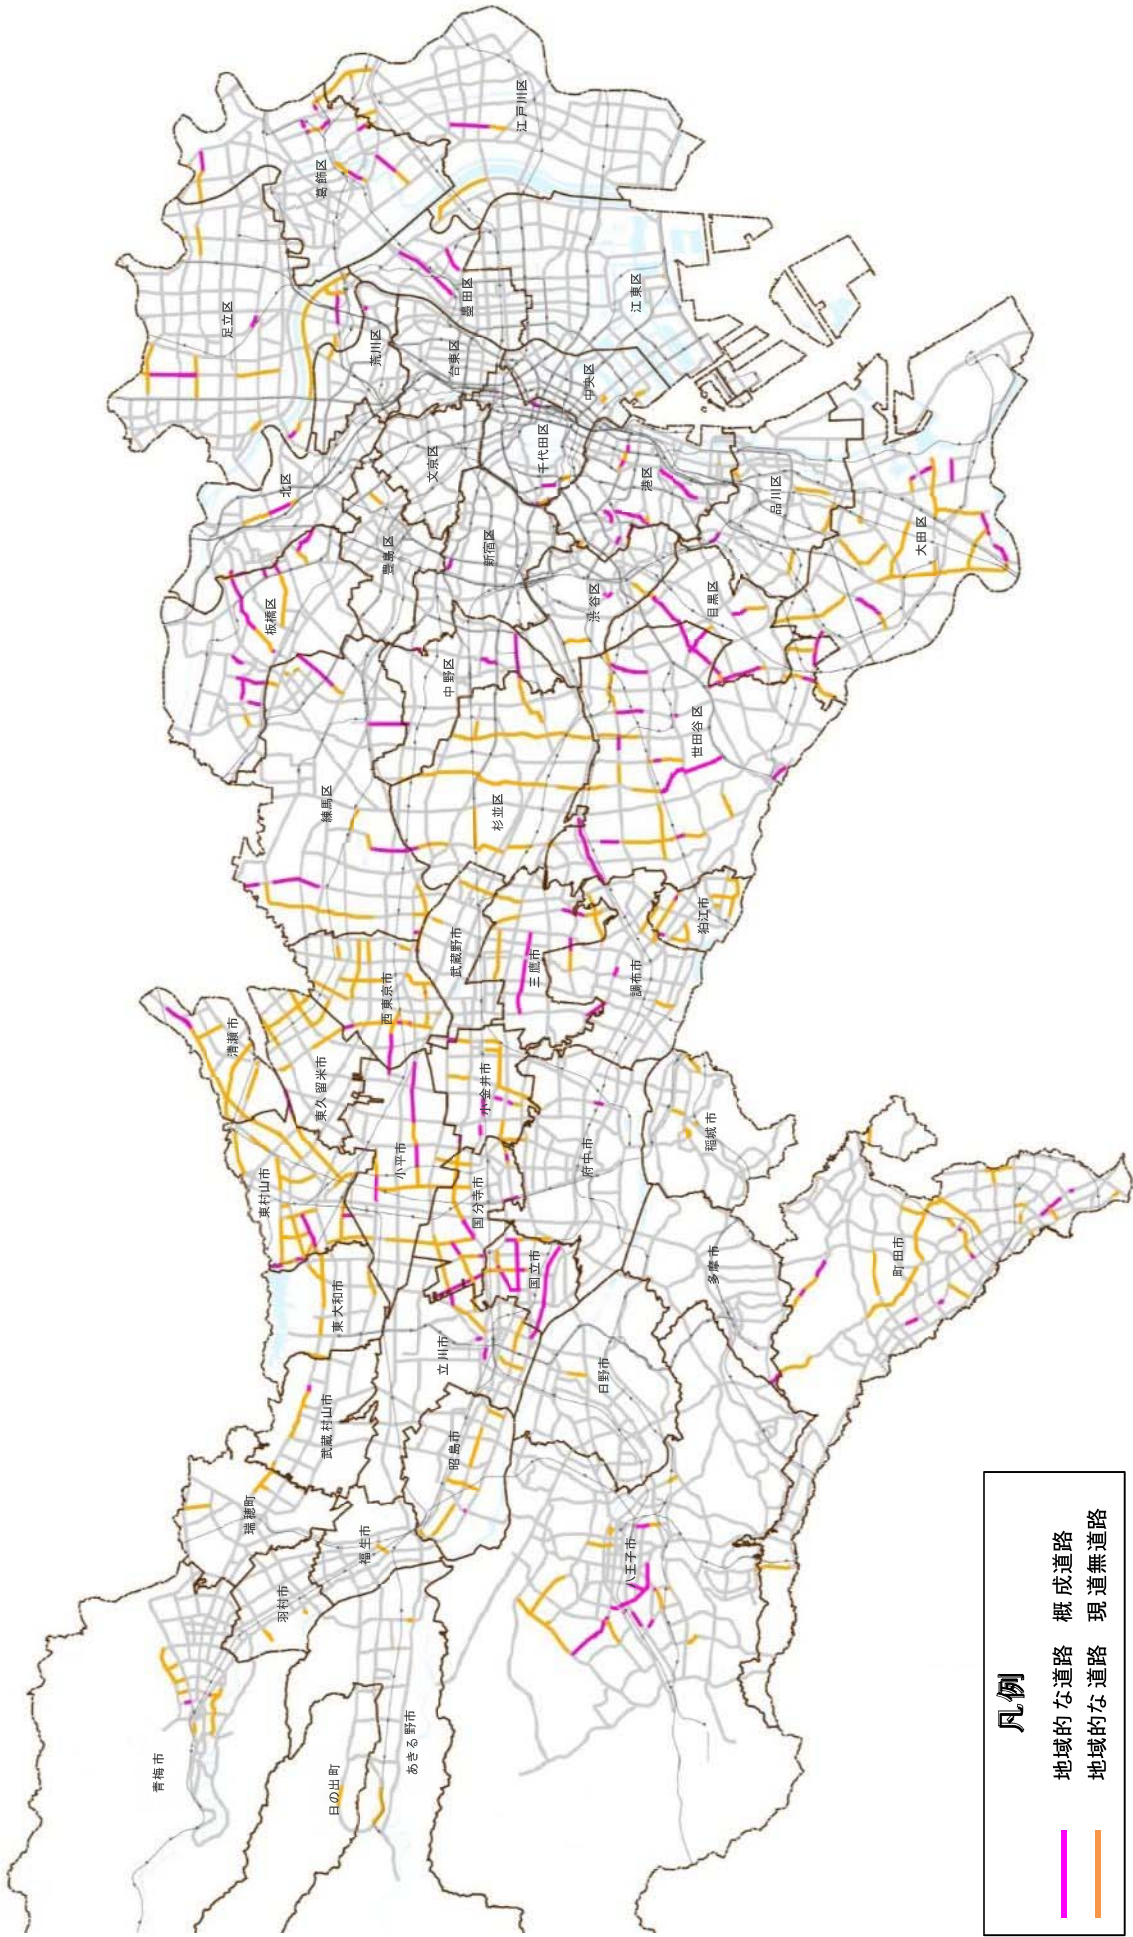 江戸川区
葛飾区
足立区
墨田区
江東区
荒川区
台東区
中央区
文京区
千代田区
北区
港区
品川区
大田区
豊島区
新宿区
渋谷区
目黒区
板橋区
中野区
世田谷区
練馬区
杉並区
狛江市
武蔵野市
三鷹市
調布市
西東京市
清瀬市
東久留米市
小金井市
小平市
府中市
稲城市
東村山市
国分寺市
国立市
多摩市
町田市
東大和市
立川市
日野市
武蔵村山市
昭島市
瑞穂町
福生市
羽村市
八王子市
青梅市
日の出町
あきる野市
凡例
地域的な道路 概成道路
地域的な道路 現道無道路